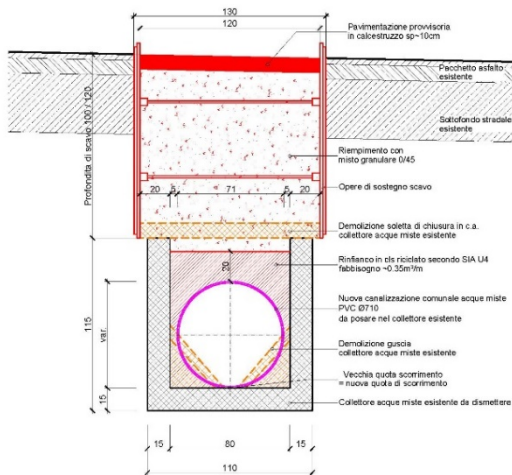 130
120
Pavimentazione provvisoria
in calcestruzzo sp~10cm
Pacchetto asfalto
esistente
Sottofondo stradale
esistente
Profondita di scavo 100 / 120
Riempimento con
misto granulare 0/45
20 5 71 5 20
Opere di sostegno scavo
Demolizione soletta di chiusura in c.a.
collettore acque miste esistente
Rinfianco in cls riciclato secondo SIA U4
fabbisogno ~0.35m³/m
20
Nuova canalizzazione comunale acque miste
PVC Ø710
da posare nel collettore esistente
115
var.
Demolizione guscia
collettore acque miste esistente
Vecchia quota scorrimento
= nuova quota di scorrimento
15
Collettore acque miste esistente da dismettere
15 80 15
110